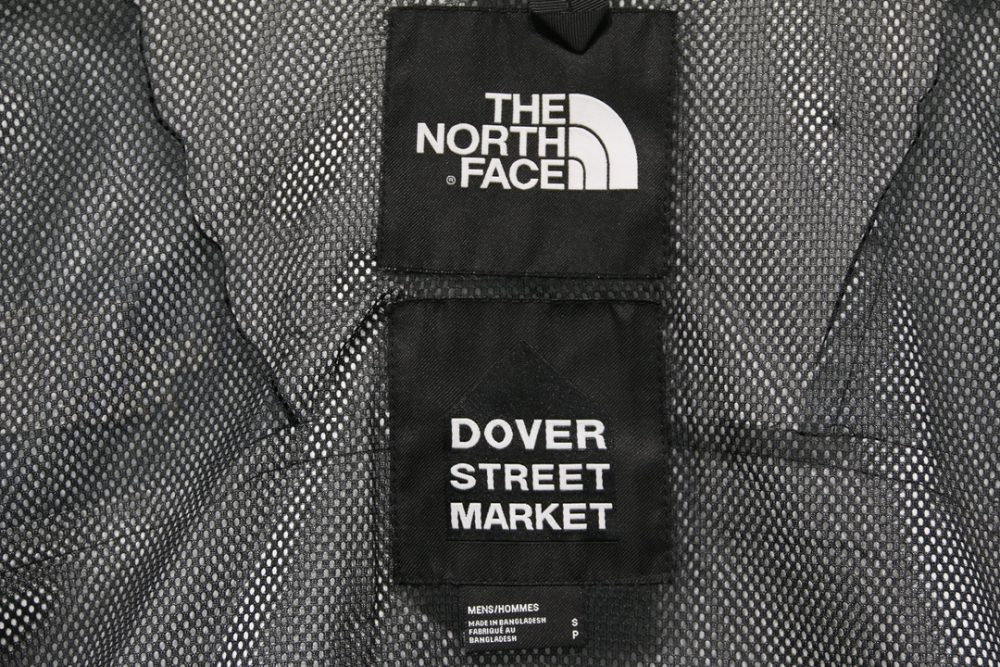 THE
NORTH
® FACE
DOVER
STREET
MARKET
MENS/HOMMES
MADE IN BANGLADESH
FABRIQUÉ AU
BANGLADESH
S
P